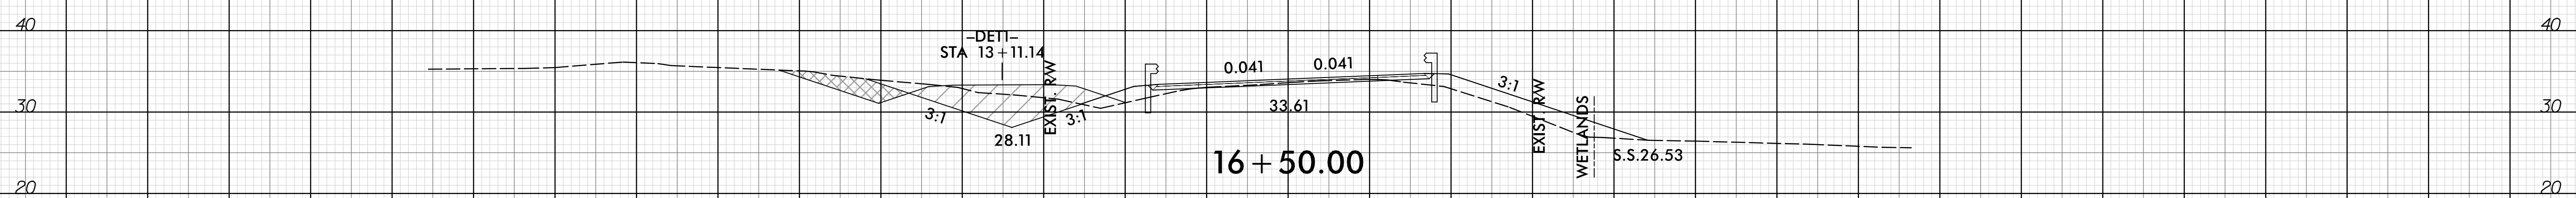 40
40
-DET1-
STA 13+11.14
EXIST. R/W
0.041
0.041
3:1
EXIST. R/W
WETLANDS
30
30
3:1
3:1
33.61
28.11
16+50.00
S.S.26.53
20
20